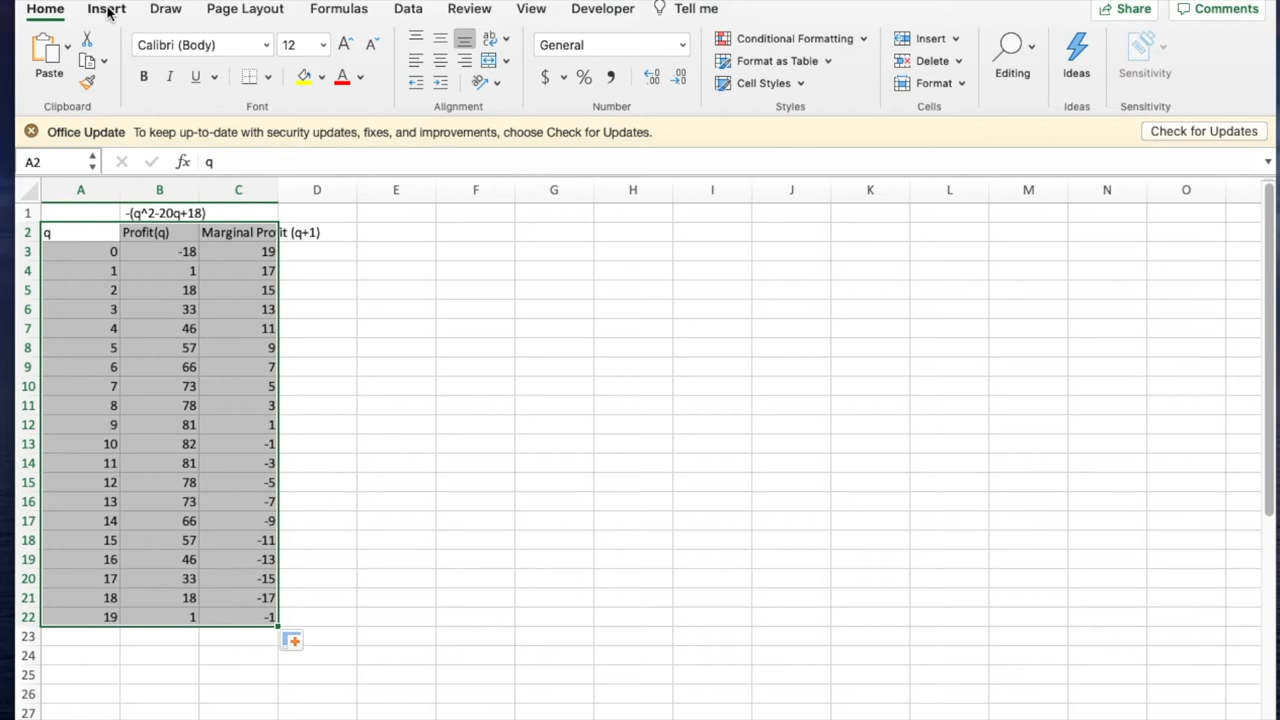 Home Insert Draw Page Layout Formulas Data Review View Developer Tell me Share Comments
Calibri (Body) 12 General Conditional Formatting Insert
Format as Table Delete
Paste B I U A $ % Cell Styles Format Editing Ideas Sensitivity
Clipboard Font Alignment Number Styles Cells Ideas Sensitivity
Office Update To keep up-to-date with security updates, fixes, and improvements, choose Check for Updates. Check for Updates
A2 fx q
A B C D E F G H I J K L M N O
1 -(q^2-20q+18)
2 q Profit(q) Marginal Profit (q+1)
3 0 -18 19
4 1 1 17
5 2 18 15
6 3 33 13
7 4 46 11
8 5 57 9
9 6 66 7
10 7 73 5
11 8 78 3
12 9 81 1
13 10 82 -1
14 11 81 -3
15 12 78 -5
16 13 73 -7
17 14 66 -9
18 15 57 -11
19 16 46 -13
20 17 33 -15
21 18 18 -17
22 19 1 -1
23
24
25
26
27